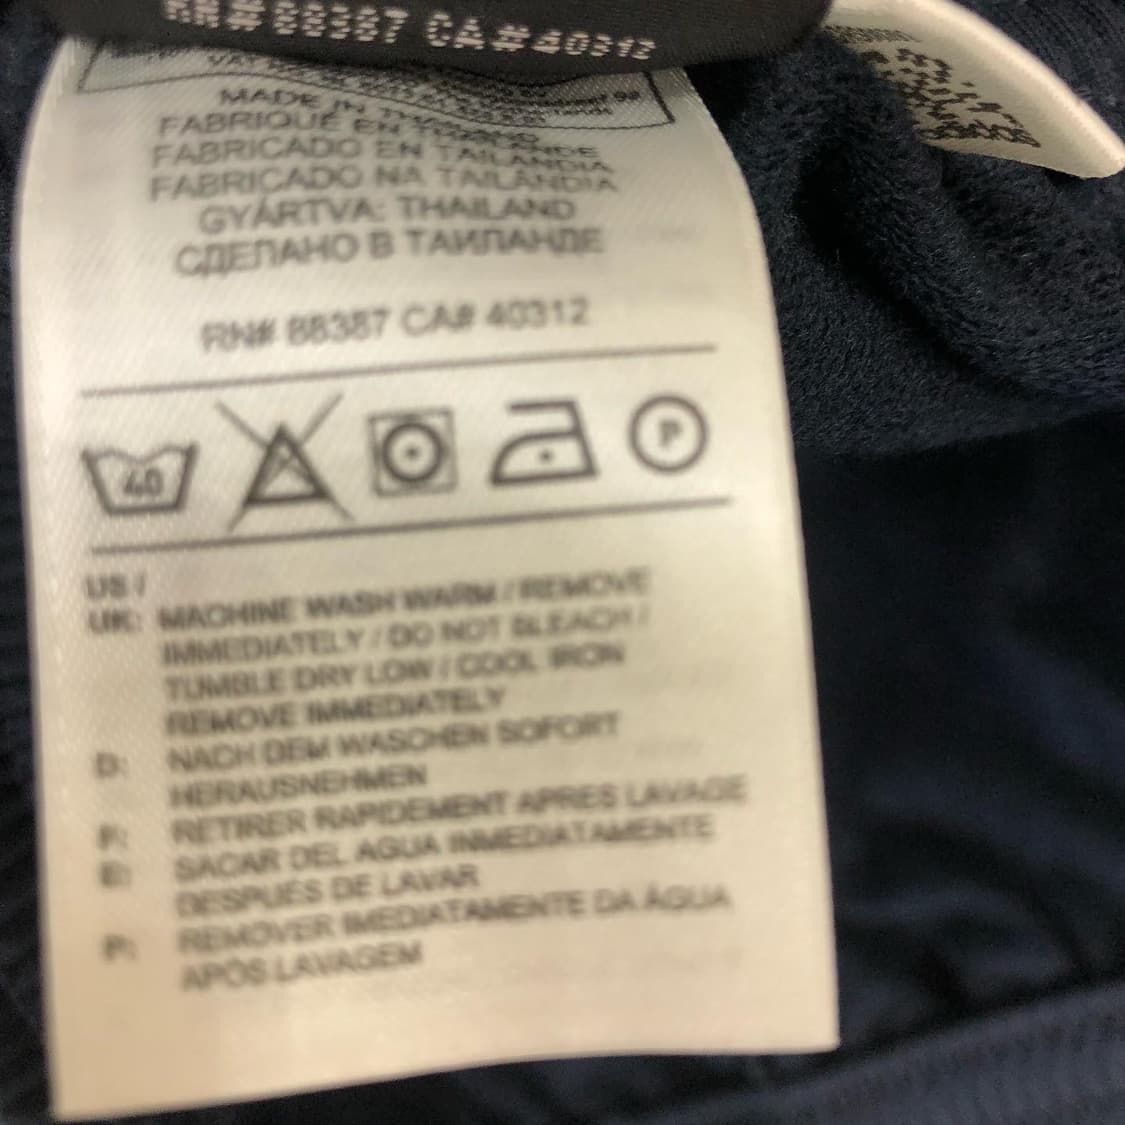 RN# 88387 CA# 40312
MADE IN THAILAND
FABRIQUÉ EN THAILANDE
FABRICADO EN TAILANDIA
FABRICADO NA TAILÂNDIA
GYÁRTVA: THAILAND
СДЕЛАНО В ТАИЛАНДЕ
RN# 88387 CA# 40312
40
P
US /
UK: MACHINE WASH WARM / REMOVE
IMMEDIATELY / DO NOT BLEACH /
TUMBLE DRY LOW / COOL IRON
REMOVE IMMEDIATELY
D: NACH DEM WASCHEN SOFORT
HERAUSNEHMEN
F: RETIRER RAPIDEMENT APRES LAVAGE
E: SACAR DEL AGUA INMEDIATAMENTE
DESPUÉS DE LAVAR
P: REMOVER IMEDIATAMENTE DA ÁGUA
APÓS LAVAGEM